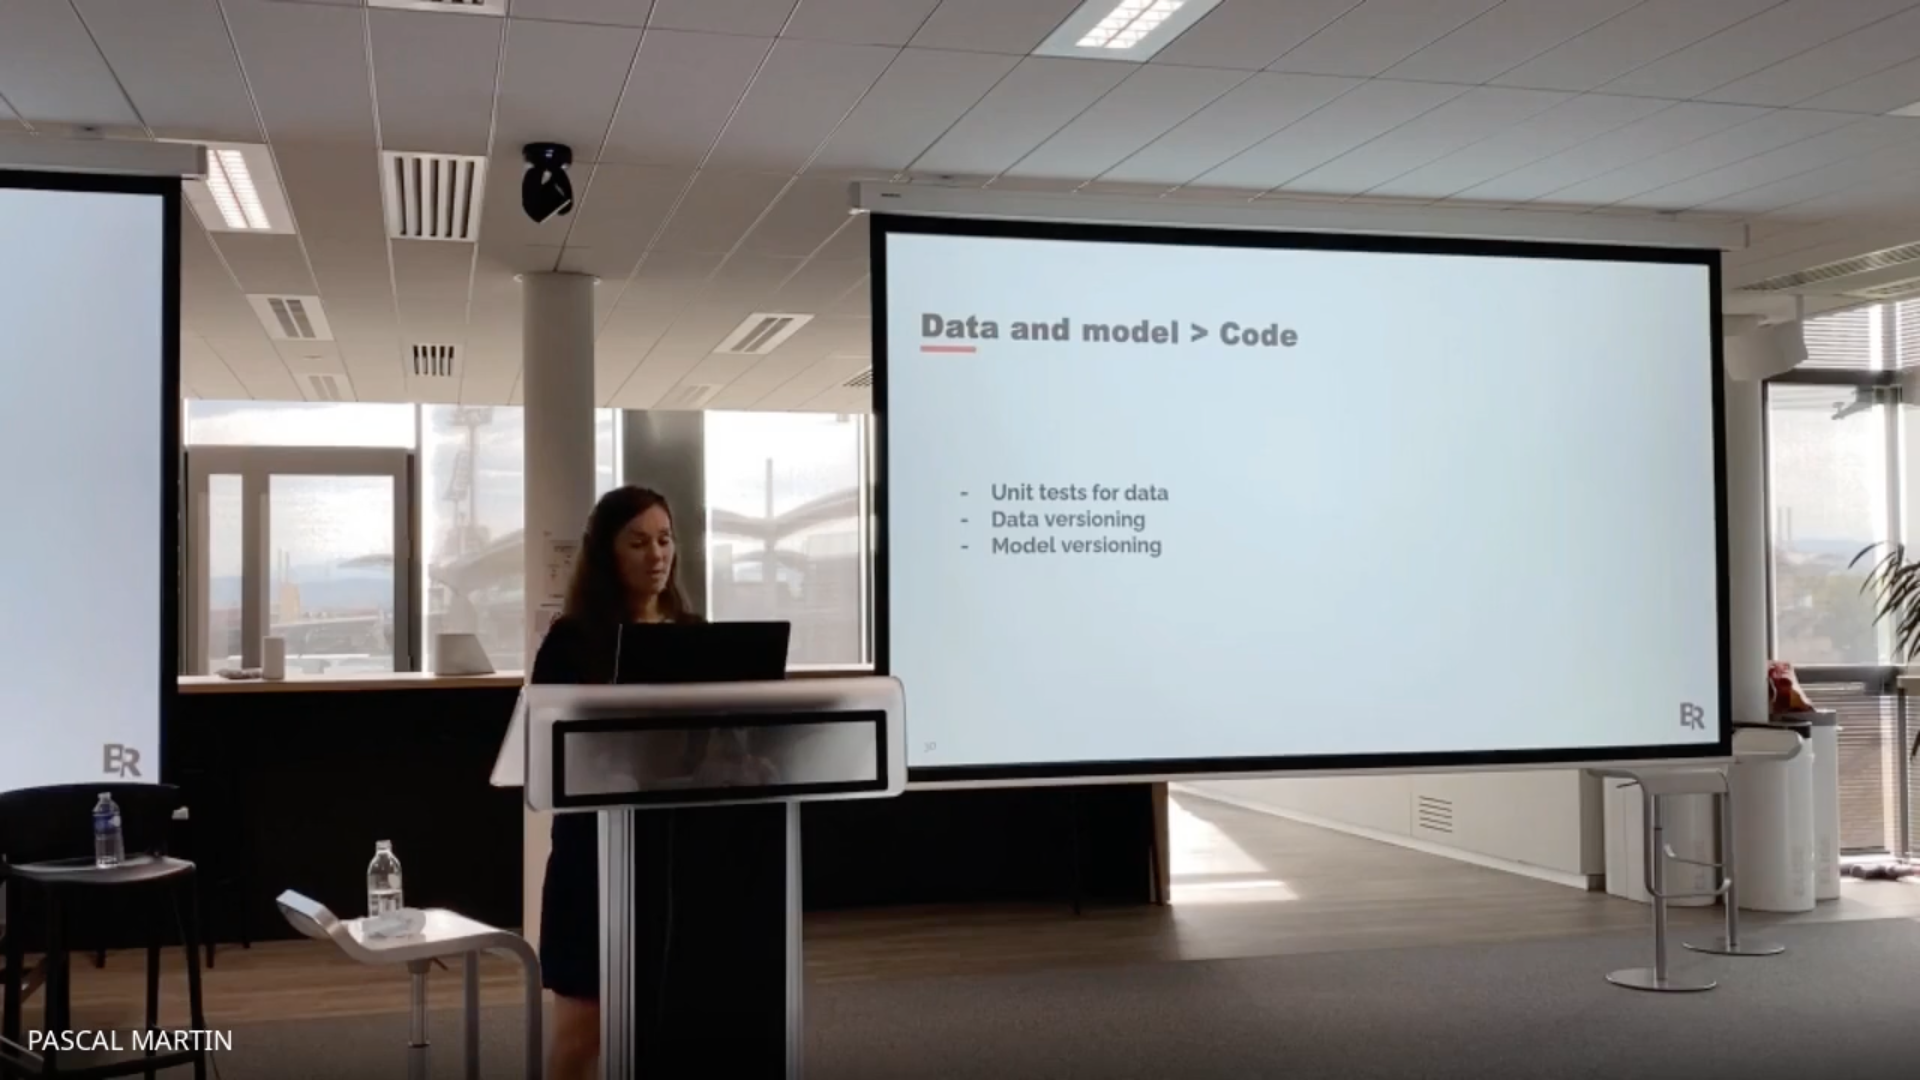 Data and model > Code
- Unit tests for data
- Data versioning
- Model versioning
30
BR
BR
PASCAL MARTIN